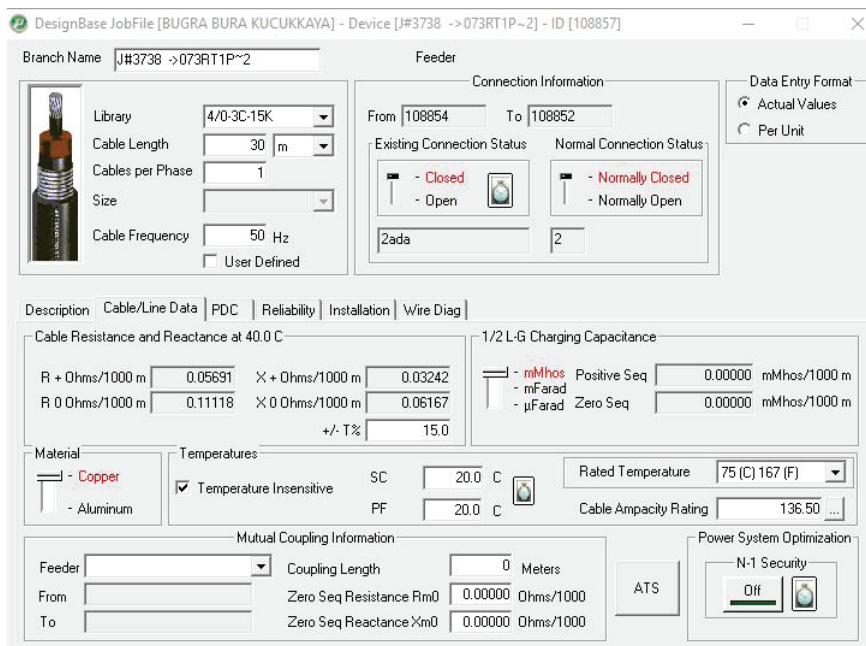 DesignBase JobFile [BUGRA BURA KUCUKKAYA] - Device [J#3738 ->073RT1P~2] - ID [108857]
Branch Name J#3738 ->073RT1P~2 Feeder
Library 4/0-3C-15K
Cable Length 30 m
Cables per Phase 1
Size
Cable Frequency 50 Hz
User Defined
Connection Information
From 108854 To 108852
Existing Connection Status Normal Connection Status
- Closed - Normally Closed
- Open - Normally Open
2ada 2
Data Entry Format
Actual Values
Per Unit
Description Cable/Line Data PDC Reliability Installation Wire Diag
Cable Resistance and Reactance at 40.0 C
R + Ohms/1000 m 0.05691 X + Ohms/1000 m 0.03242
R 0 Ohms/1000 m 0.11118 X 0 Ohms/1000 m 0.06167
+/- T% 15.0
1/2 L-G Charging Capacitance
- mMhos Positive Seq 0.00000 mMhos/1000 m
- mFarad
- µFarad Zero Seq 0.00000 mMhos/1000 m
Material
- Copper
- Aluminum
Temperatures
Temperature Insensitive
SC 20.0 C
PF 20.0 C
Rated Temperature 75 (C) 167 (F)
Cable Ampacity Rating 136.50 ...
Mutual Coupling Information
Feeder Coupling Length 0 Meters
From Zero Seq Resistance Rm0 0.00000 Ohms/1000
To Zero Seq Reactance Xm0 0.00000 Ohms/1000
ATS
Power System Optimization
N-1 Security
Off